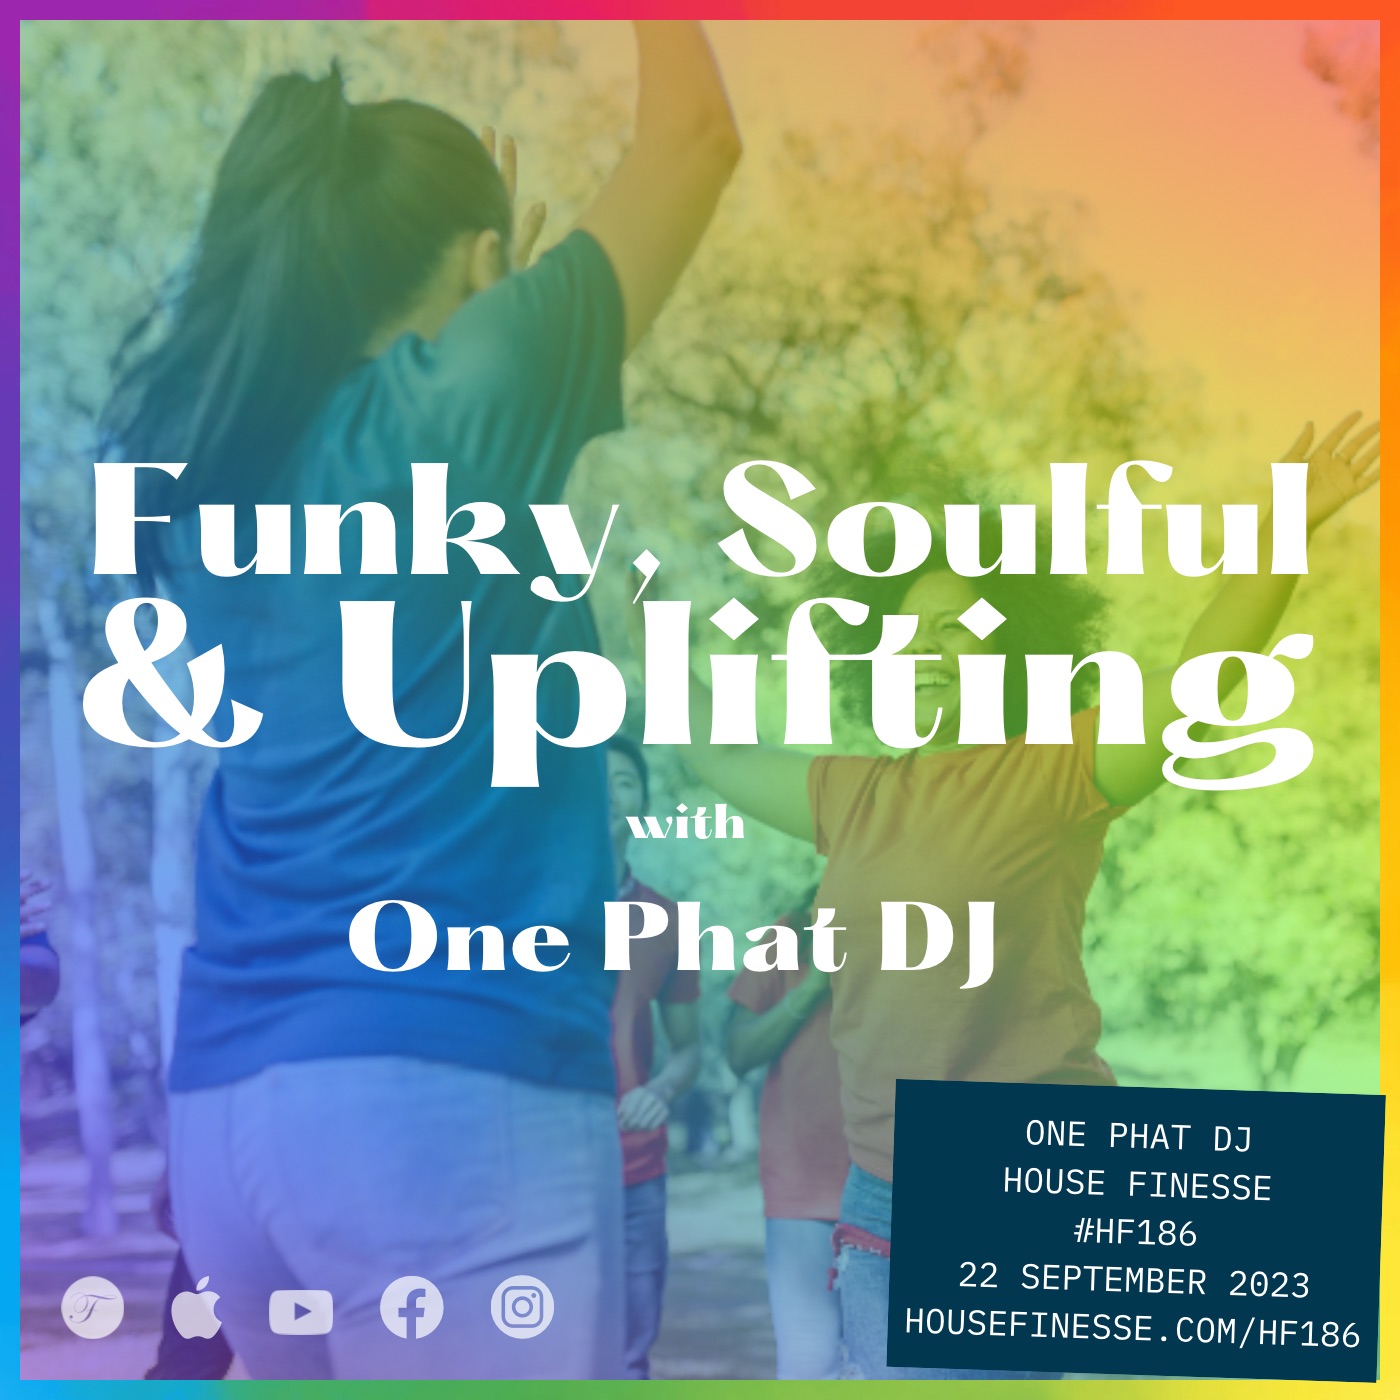 Funky, Soulful
& Uplifting
with
One Phat DJ
ONE PHAT DJ
HOUSE FINESSE
#HF186
22 SEPTEMBER 2023
HOUSEFINESSE.COM/HF186